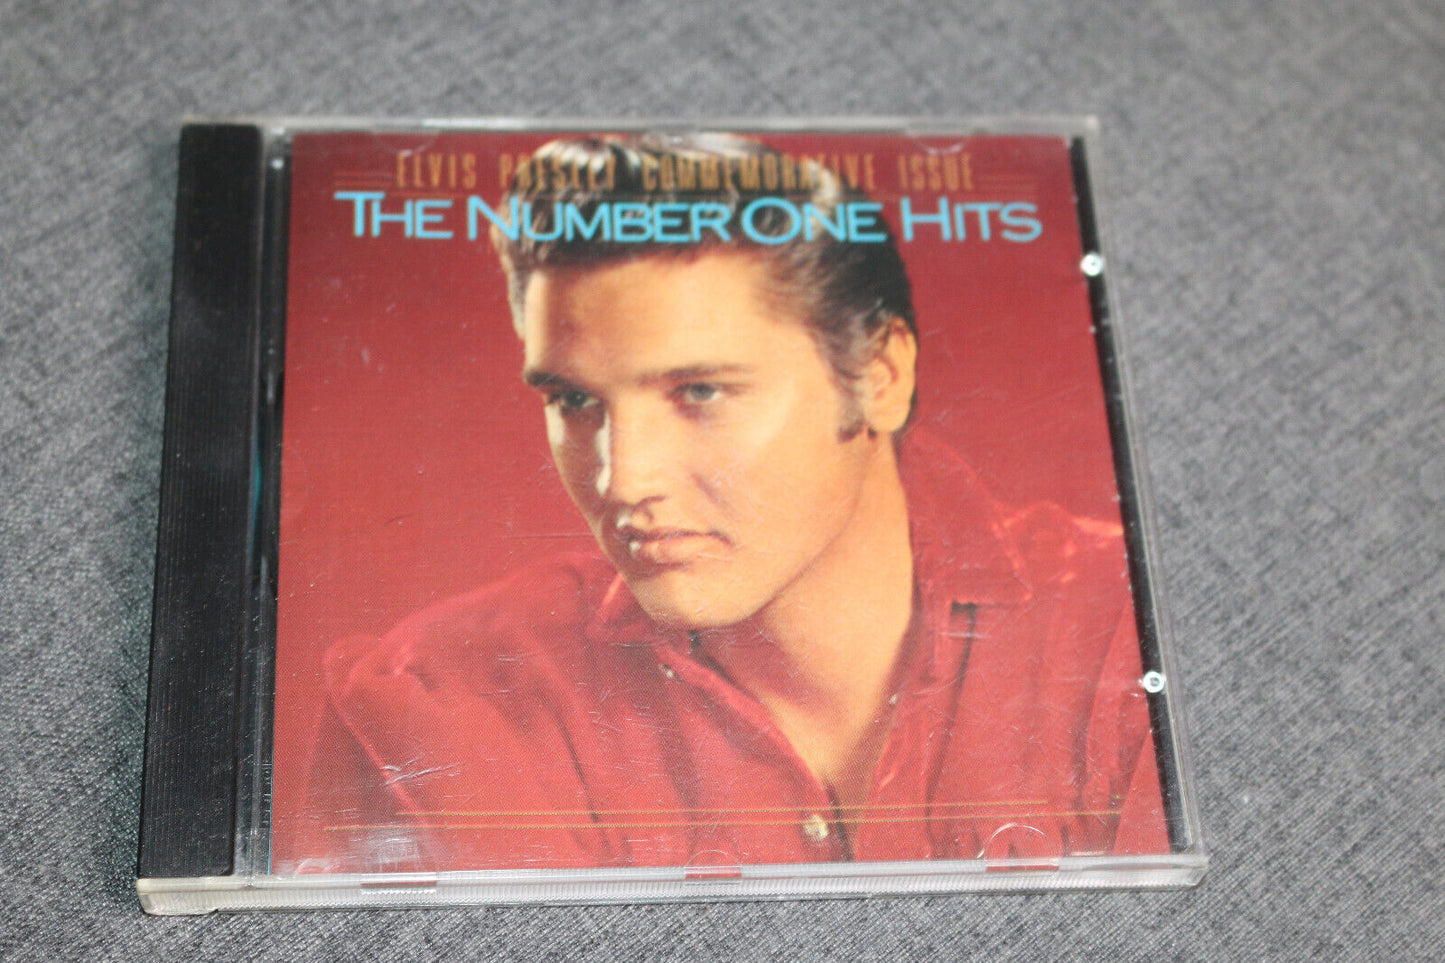 ELVIS PRESLEY COMMEMORATIVE ISSUE
THE NUMBER ONE HITS